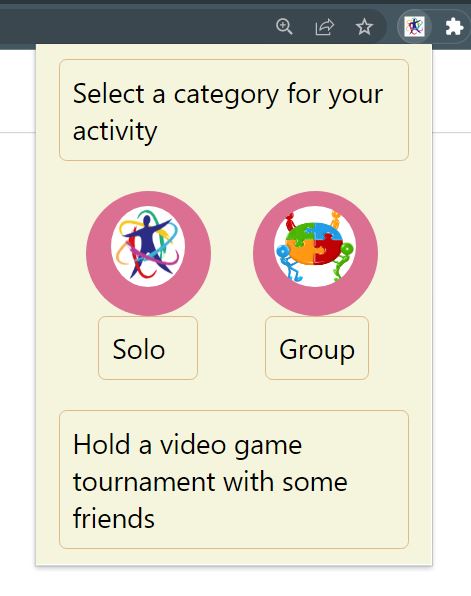 Select a category for your
activity
Solo
Group
Hold a video game
tournament with some
friends